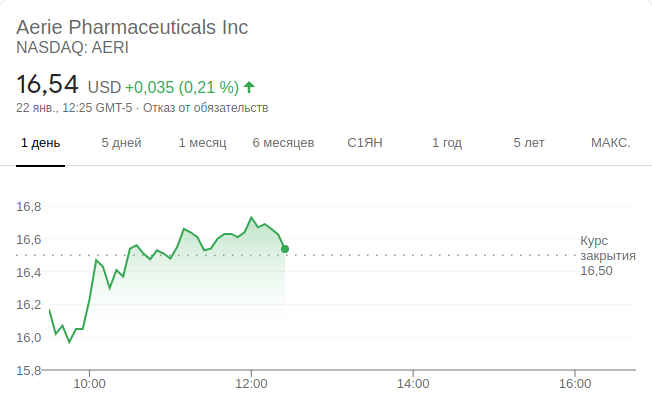 Aerie Pharmaceuticals Inc
NASDAQ: AERI
16,54 USD +0,035 (0,21 %)
22 янв., 12:25 GMT-5 · Отказ от обязательств
1 день 5 дней 1 месяц 6 месяцев С1ЯН 1 год 5 лет МАКС.
16,8
16,6
16,4
16,2
16,0
15,8
Курс
закрытия
16,50
10:00 12:00 14:00 16:00